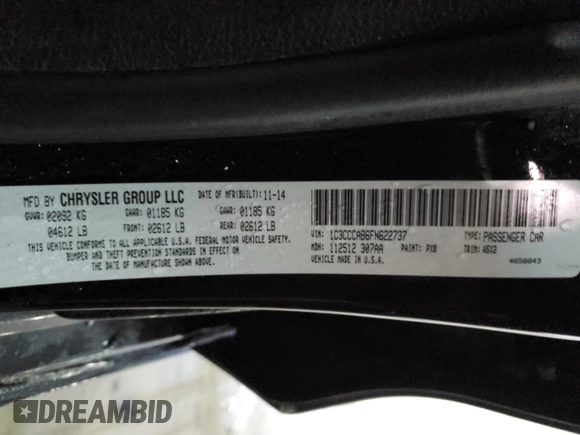 MFD BY CHRYSLER GROUP LLC DATE OF MFR(BUILT): 11-14
GVWR: 02092 KG GAWR: 01185 KG GAWR: 01185 KG
04612 LB FRONT: 02612 LB REAR: 02612 LB
THIS VEHICLE CONFORMS TO ALL APPLICABLE U.S.A. FEDERAL MOTOR VEHICLE SAFETY,
BUMPER AND THEFT PREVENTION STANDARDS IN EFFECT ON
THE DATE OF MANUFACTURE SHOWN ABOVE.
VIN: 1C3CCCAB6FN622737 TYPE: PASSENGER CAR
MDH: 112512 307AA PAINT: PXB TRIM: A5X2
VEHICLE MADE IN U.S.A. 4658043
DREAMBID